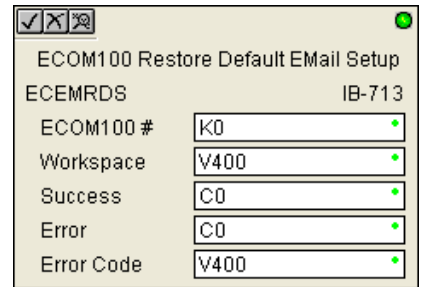 ECOM100 Restore Default EMail Setup
ECEMRDS IB-713
ECOM100 # K0
Workspace V400
Success C0
Error C0
Error Code V400